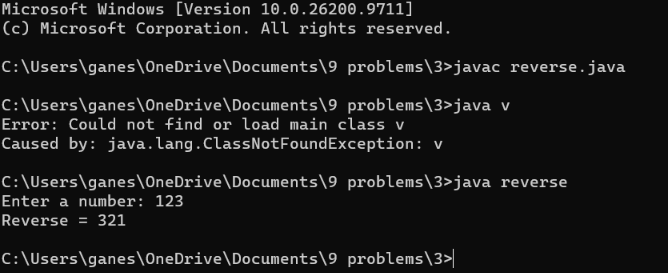 Microsoft Windows [Version 10.0.26200.9711]
(c) Microsoft Corporation. All rights reserved.
C:\Users\ganes\OneDrive\Documents\9 problems\3>javac reverse.java
C:\Users\ganes\OneDrive\Documents\9 problems\3>java v
Error: Could not find or load main class v
Caused by: java.lang.ClassNotFoundException: v
C:\Users\ganes\OneDrive\Documents\9 problems\3>java reverse
Enter a number: 123
Reverse = 321
C:\Users\ganes\OneDrive\Documents\9 problems\3>